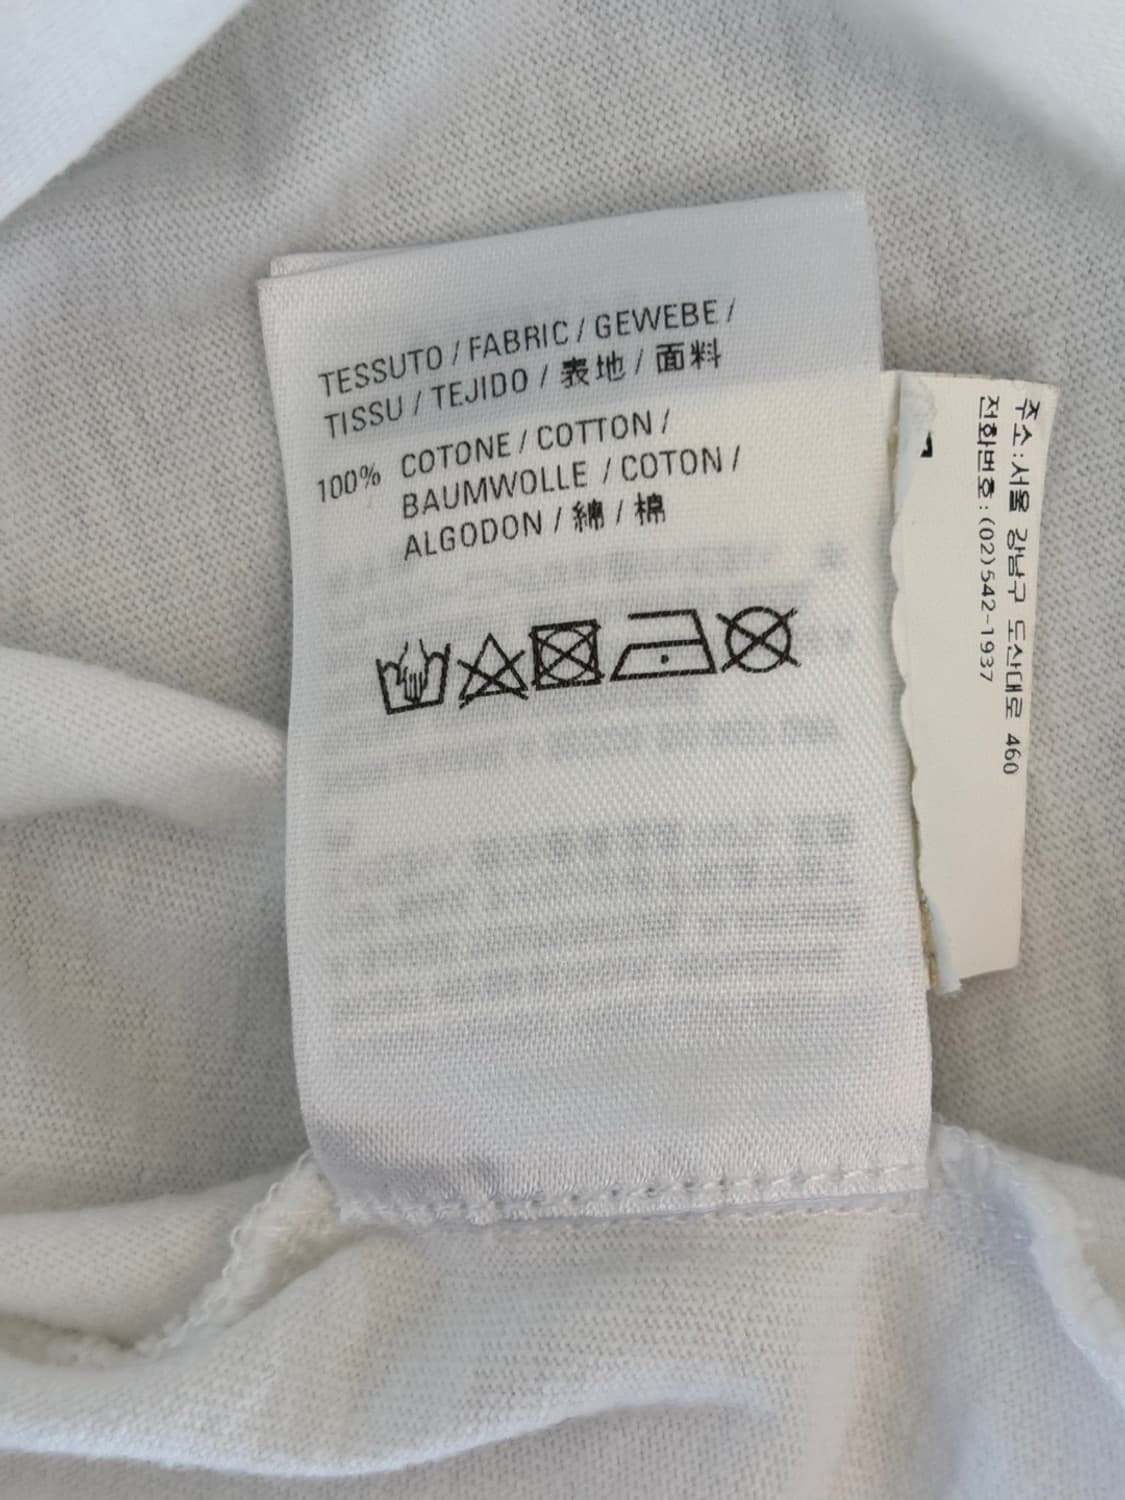 TESSUTO / FABRIC / GEWEBE /
TISSU / TEJIDO / 表地 / 面料
100% COTONE / COTTON /
BAUMWOLLE / COTON /
ALGODON / 綿 / 棉
주소:서울 강남구 도산대로 460
전화번호:(02)542-1937